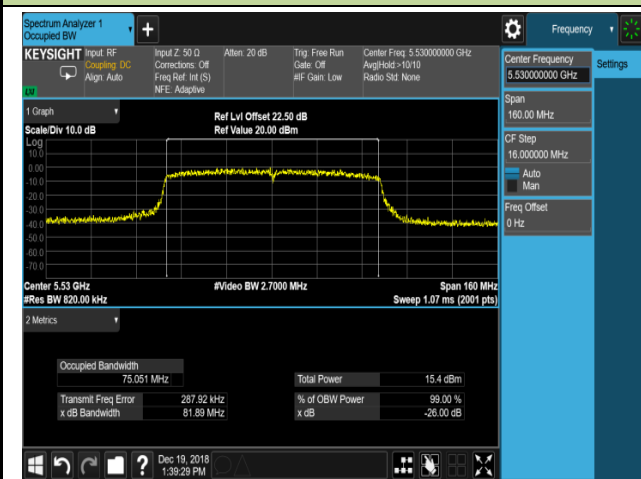 Spectrum Analyzer 1
Occupied BW
+
Frequency
KEYSIGHT
Input: RF
Coupling: DC
Align: Auto
Input Z: 50 Ω
Corrections: Off
Freq Ref: Int (S)
NFE: Adaptive
Atten: 20 dB
Trig: Free Run
Gate: Off
#IF Gain: Low
Center Freq: 5.530000000 GHz
Avg|Hold:>10/10
Radio Std: None
Center Frequency
5.530000000 GHz
Settings
Span
160.00 MHz
CF Step
16.000000 MHz
Auto
Man
Freq Offset
0 Hz
1 Graph
Scale/Div 10.0 dB
Ref Lvl Offset 22.50 dB
Ref Value 20.00 dBm
Log
10.0
0.00
-10.0
-20.0
-30.0
-40.0
-50.0
-60.0
-70.0
Center 5.53 GHz
#Video BW 2.7000 MHz
Span 160 MHz
#Res BW 820.00 kHz
Sweep 1.07 ms (2001 pts)
2 Metrics
Occupied Bandwidth
75.051 MHz
Total Power 15.4 dBm
Transmit Freq Error 287.92 kHz
% of OBW Power 99.00 %
x dB Bandwidth 81.89 MHz
x dB -26.00 dB
?
Dec 19, 2018
1:39:29 PM